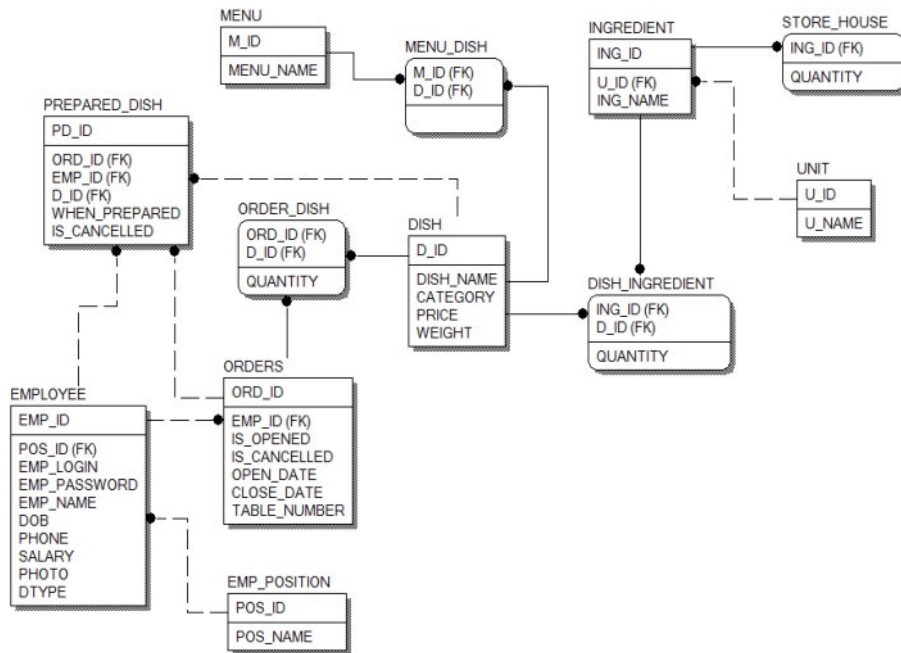 MENU
M_ID
MENU_NAME
MENU_DISH
M_ID (FK)
D_ID (FK)
INGREDIENT
ING_ID
U_ID (FK)
ING_NAME
STORE_HOUSE
ING_ID (FK)
QUANTITY
PREPARED_DISH
PD_ID
ORD_ID (FK)
EMP_ID (FK)
D_ID (FK)
WHEN_PREPARED
IS_CANCELLED
UNIT
U_ID
U_NAME
ORDER_DISH
ORD_ID (FK)
D_ID (FK)
QUANTITY
DISH
D_ID
DISH_NAME
CATEGORY
PRICE
WEIGHT
DISH_INGREDIENT
ING_ID (FK)
D_ID (FK)
QUANTITY
EMPLOYEE
EMP_ID
POS_ID (FK)
EMP_LOGIN
EMP_PASSWORD
EMP_NAME
DOB
PHONE
SALARY
PHOTO
DTYPE
ORDERS
ORD_ID
EMP_ID (FK)
IS_OPENED
IS_CANCELLED
OPEN_DATE
CLOSE_DATE
TABLE_NUMBER
EMP_POSITION
POS_ID
POS_NAME